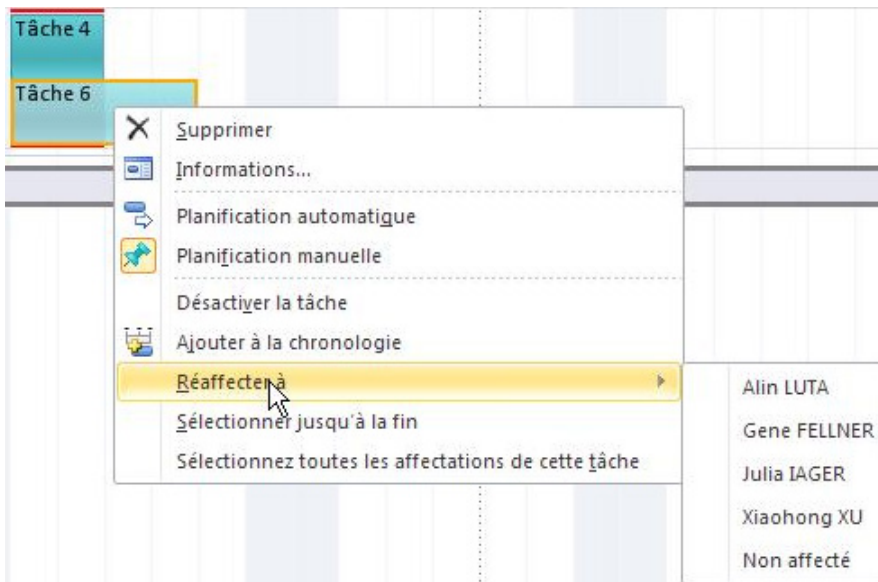 Tâche 4
Tâche 6
Supprimer
Informations...
Planification automatique
Planification manuelle
Désactiver la tâche
Ajouter à la chronologie
Réaffecter à
Sélectionner jusqu'à la fin
Sélectionnez toutes les affectations de cette tâche
Alin LUTA
Gene FELLNER
Julia IAGER
Xiaohong XU
Non affecté